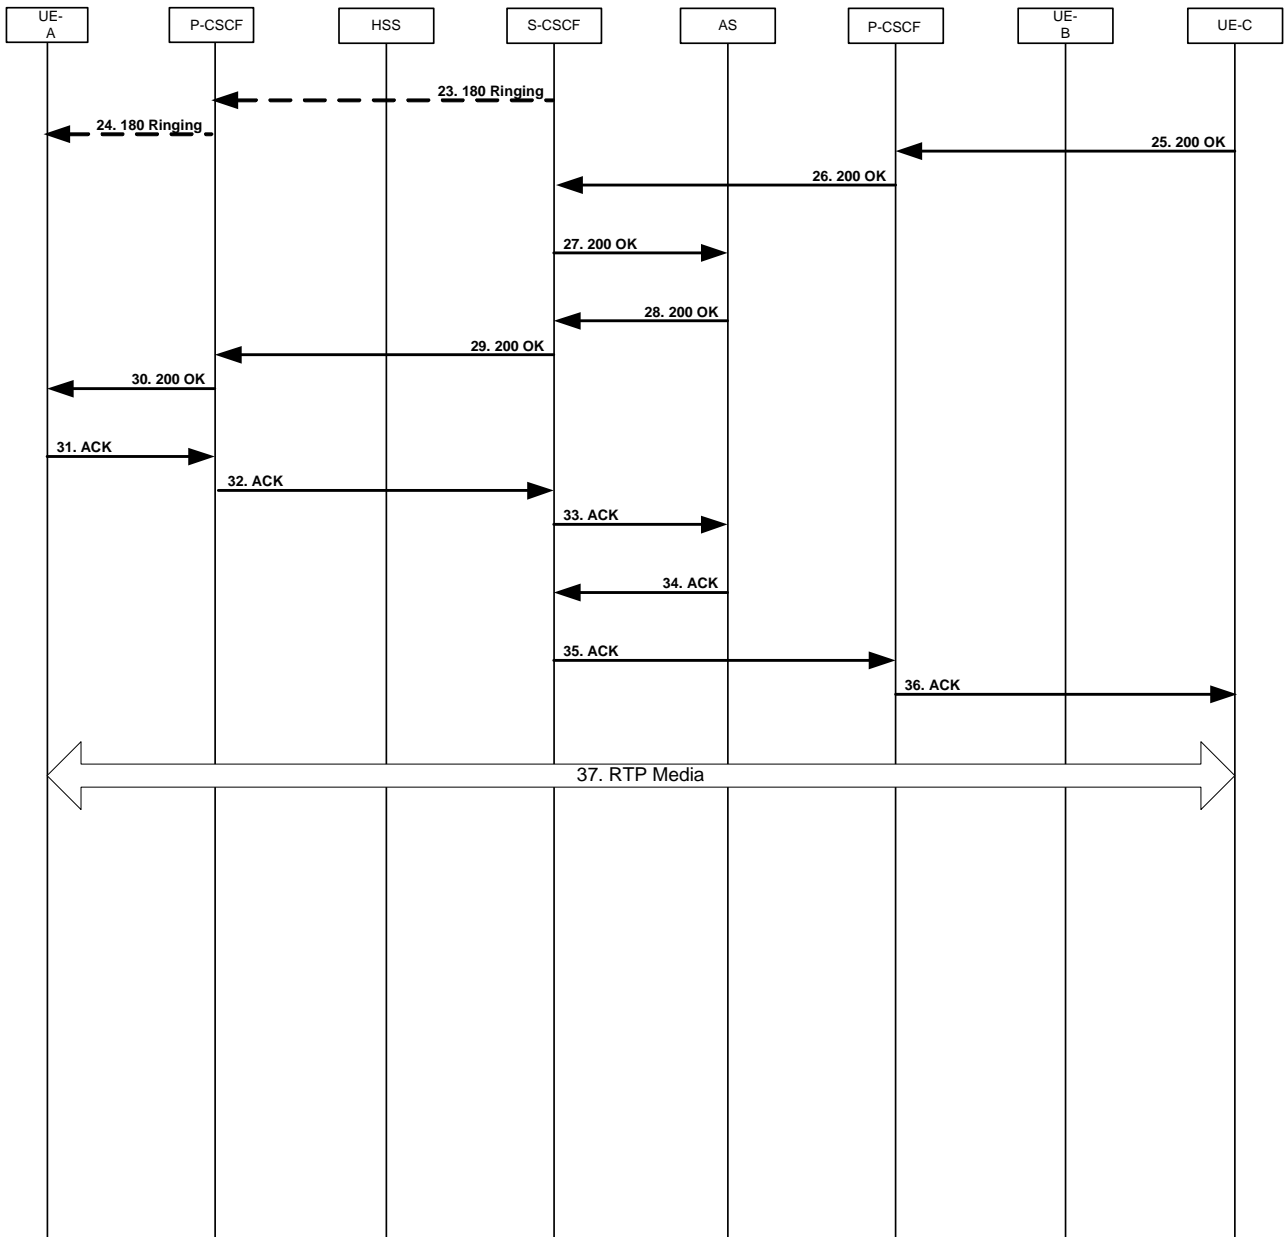 UE-
A
P-CSCF
HSS
S-CSCF
AS
P-CSCF
UE-
B
UE-C
23. 180 Ringing
24. 180 Ringing
25. 200 OK
26. 200 OK
27. 200 OK
28. 200 OK
29. 200 OK
30. 200 OK
31. ACK
32. ACK
33. ACK
34. ACK
35. ACK
36. ACK
37. RTP Media